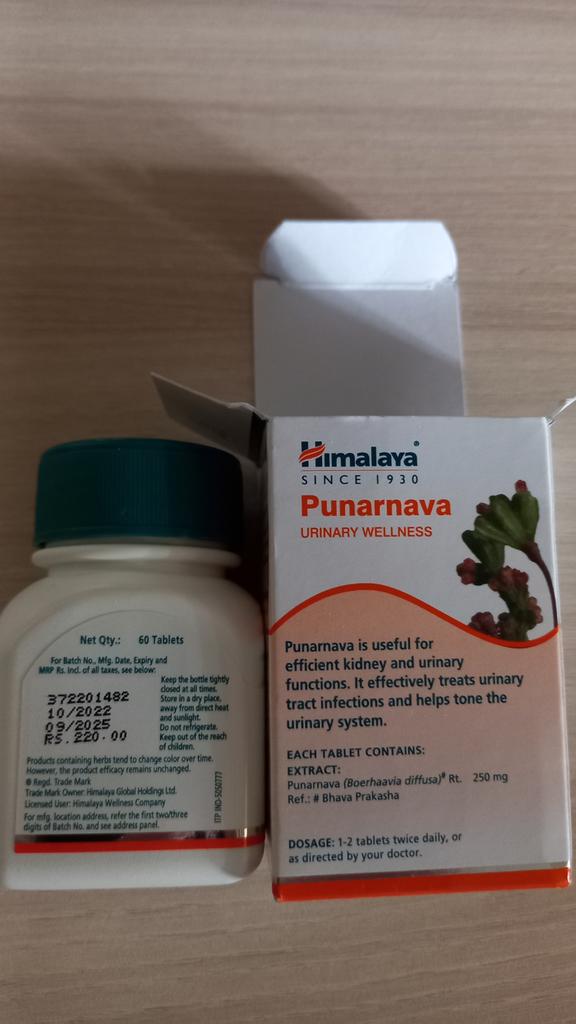 Himalaya®
SINCE 1930
Punarnava
URINARY WELLNESS
Punarnava is useful for
efficient kidney and urinary
functions. It effectively treats urinary
tract infections and helps tone the
urinary system.
EACH TABLET CONTAINS:
EXTRACT:
Punarnava (Boerhaavia diffusa)# Rt. 250 mg
Ref.: # Bhava Prakasha
DOSAGE: 1-2 tablets twice daily, or
as directed by your doctor.
Net Qty.: 60 Tablets
For Batch No., Mfg. Date, Expiry and
MRP Rs. Incl. of all taxes, see below:
372201482
10/2022
09/2025
RS.220.00
Keep the bottle tightly
closed at all times.
Store in a dry place,
away from direct heat
and sunlight.
Do not refrigerate.
Keep out of the reach
of children.
Products containing herbs tend to change color over time.
However, the product efficacy remains unchanged.
® Regd. Trade Mark
Trade Mark Owner: Himalaya Global Holdings Ltd.
Licensed User: Himalaya Wellness Company
For mfg. location address, refer the first two/three
digits of Batch No. and see address panel.
ITP IND-5050777